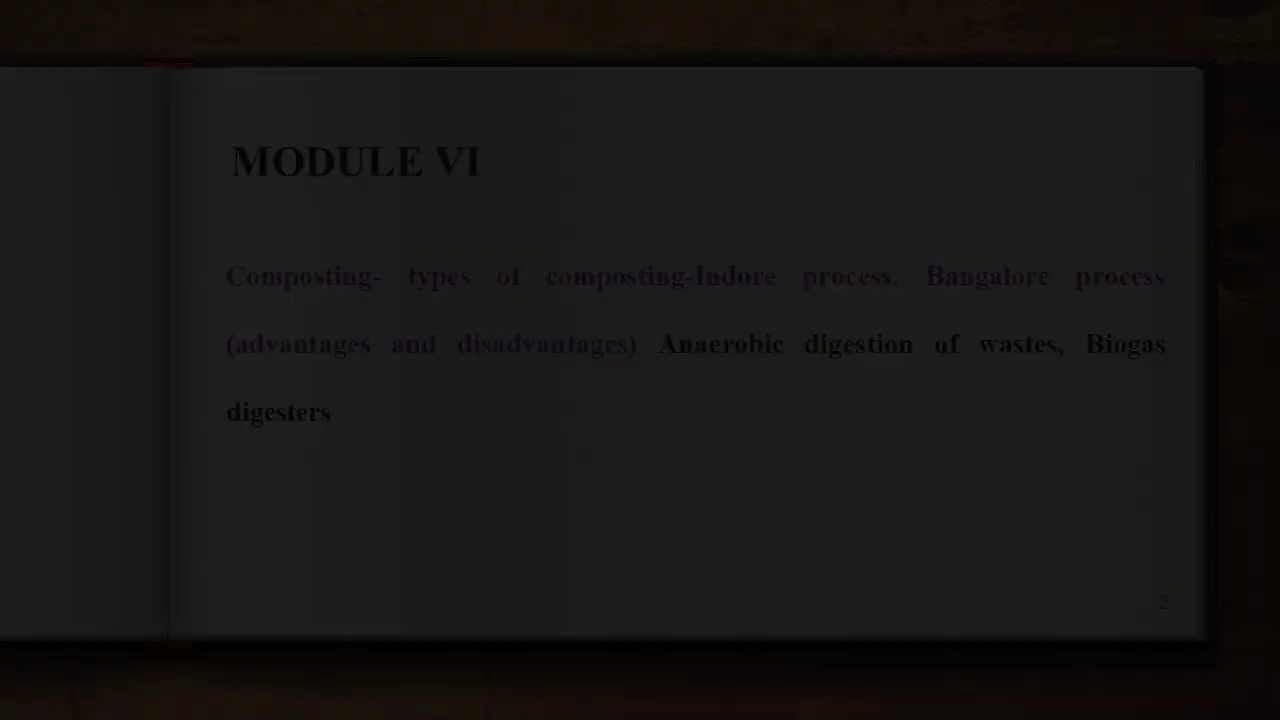 MODULE VI
Composting- types of composting-Indore process, Bangalore process
(advantages and disadvantages) Anaerobic digestion of wastes, Biogas
digesters
2